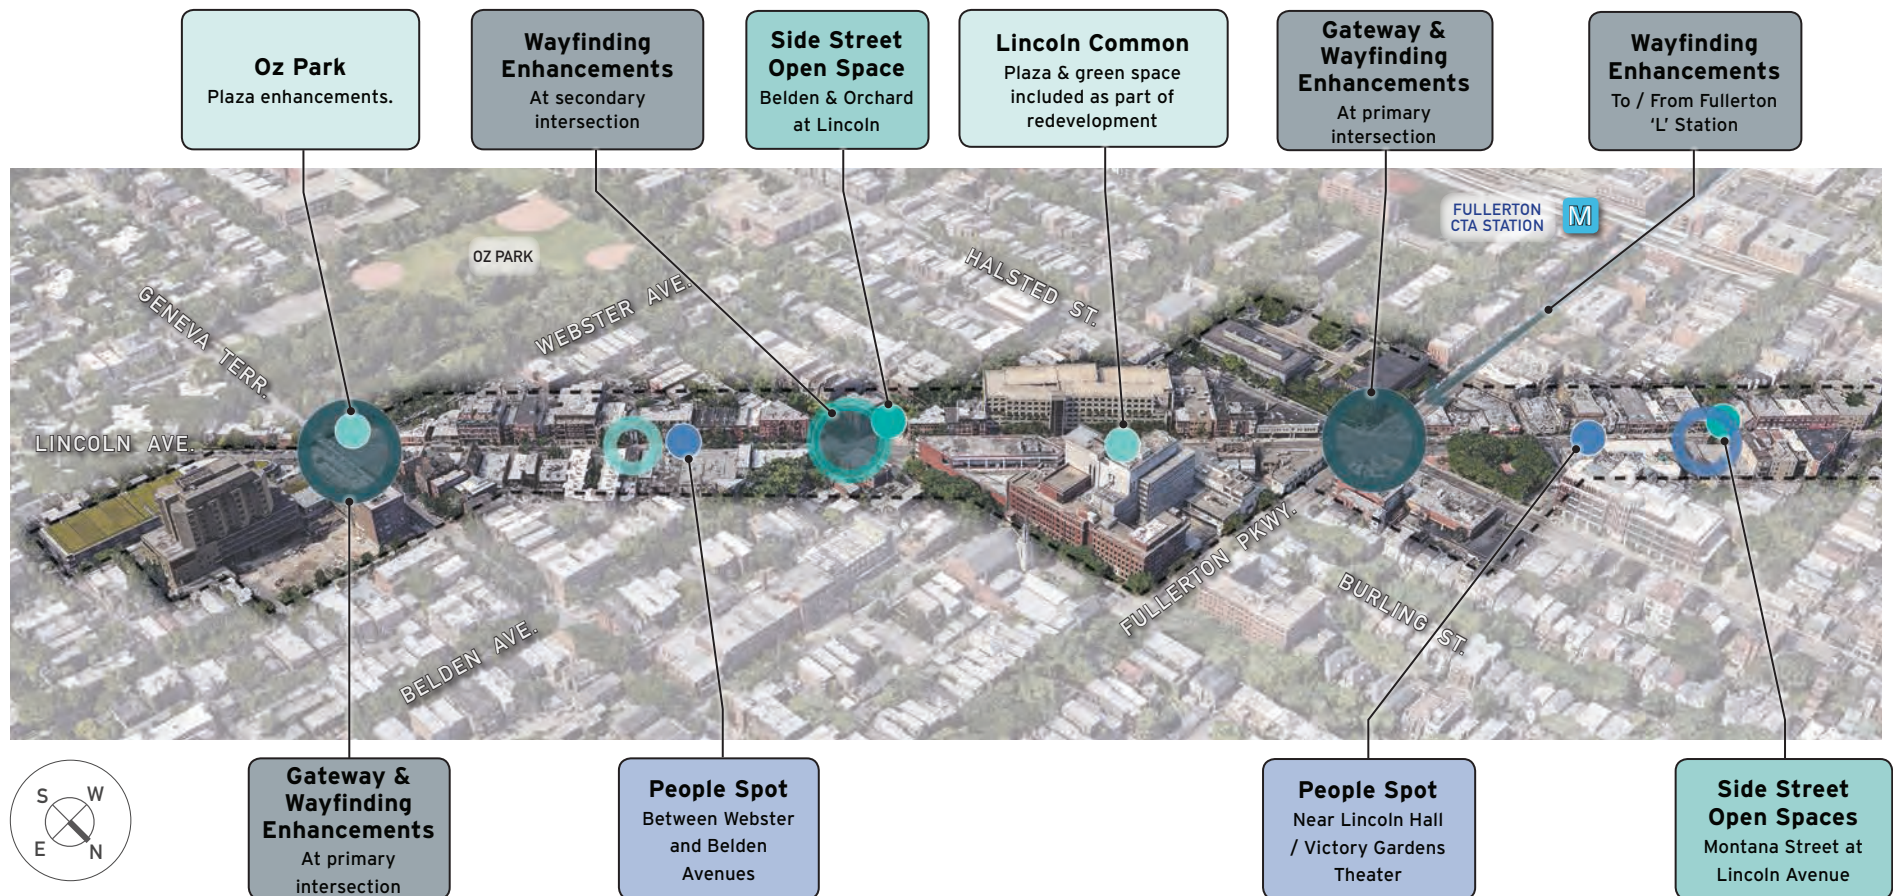 Oz Park
Plaza enhancements.
Wayfinding
Enhancements
At secondary
intersection
Side Street
Open Space
Belden & Orchard
at Lincoln
Lincoln Common
Plaza & green space
included as part of
redevelopment
Gateway &
Wayfinding
Enhancements
At primary
intersection
Wayfinding
Enhancements
To / From Fullerton
‘L’ Station
FULLERTON
CTA STATION
M
OZ PARK
GENEVA TERR.
WEBSTER AVE.
HALSTED ST.
LINCOLN AVE.
BELDEN AVE.
FULLERTON PKWY.
BURLING ST.
S W
E N
Gateway &
Wayfinding
Enhancements
At primary
intersection
People Spot
Between Webster
and Belden
Avenues
People Spot
Near Lincoln Hall
/ Victory Gardens
Theater
Side Street
Open Spaces
Montana Street at
Lincoln Avenue